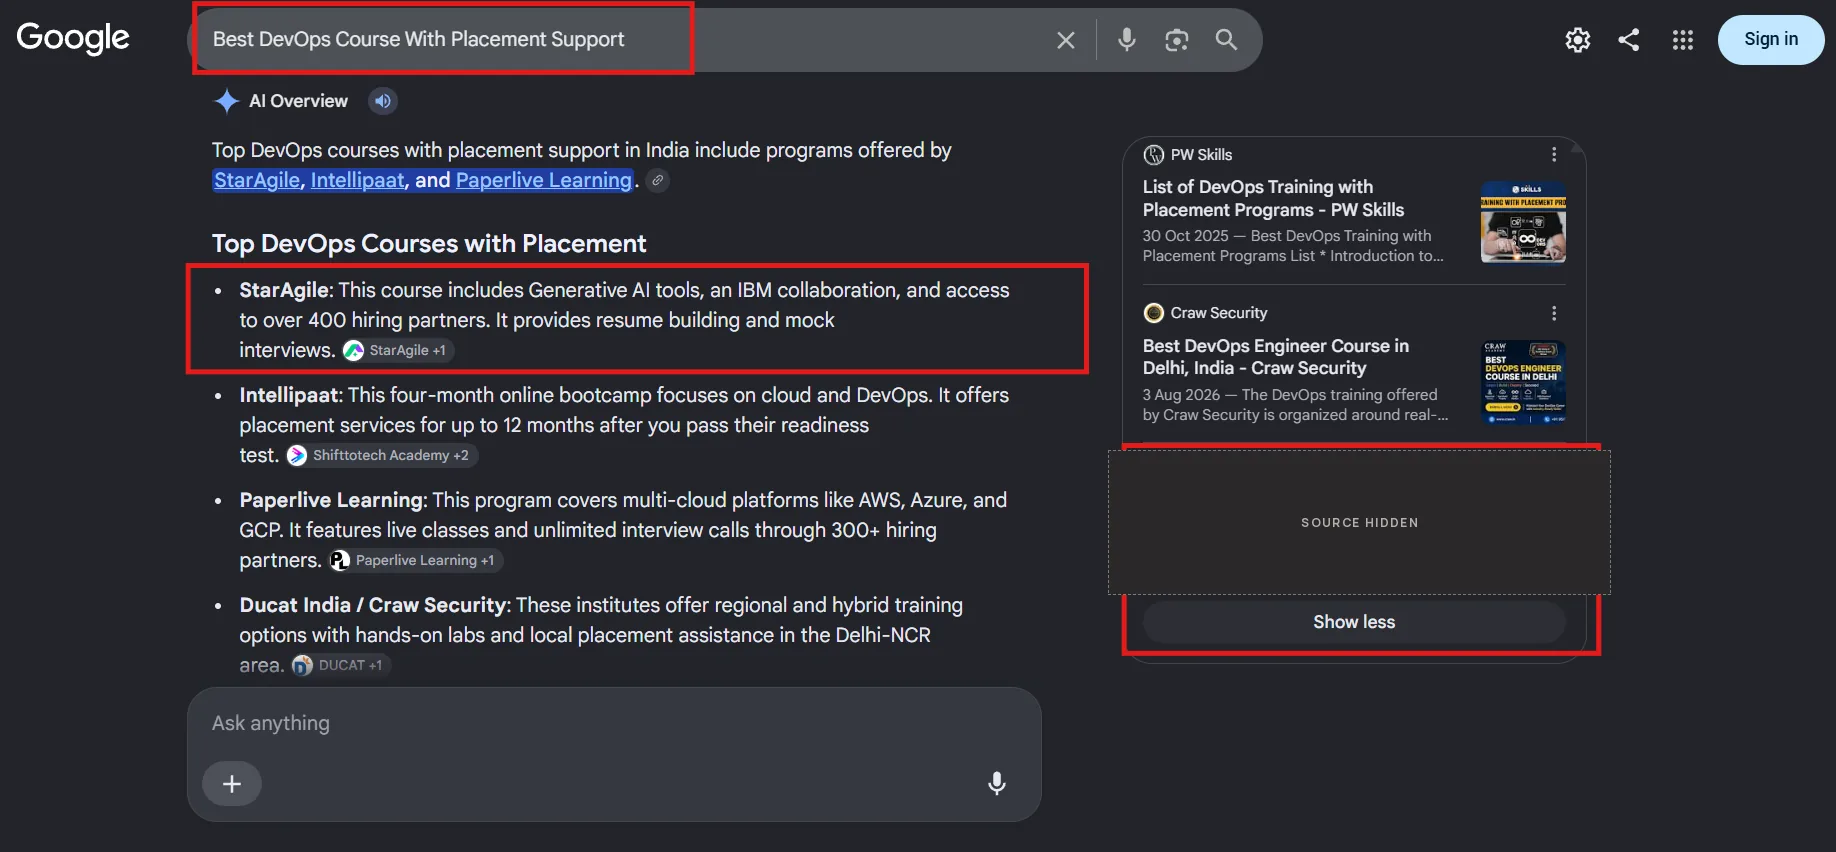 Google
Best DevOps Course With Placement Support
Sign in
AI Overview
Top DevOps courses with placement support in India include programs offered by
StarAgile, Intellipaat, and Paperlive Learning.
Top DevOps Courses with Placement
• StarAgile: This course includes Generative AI tools, an IBM collaboration, and access
to over 400 hiring partners. It provides resume building and mock
interviews. StarAgile +1
• Intellipaat: This four-month online bootcamp focuses on cloud and DevOps. It offers
placement services for up to 12 months after you pass their readiness
test. Shifttotech Academy +2
• Paperlive Learning: This program covers multi-cloud platforms like AWS, Azure, and
GCP. It features live classes and unlimited interview calls through 300+ hiring
partners. Paperlive Learning +1
• Ducat India / Craw Security: These institutes offer regional and hybrid training
options with hands-on labs and local placement assistance in the Delhi-NCR
area. DUCAT +1
Ask anything
PW Skills
List of DevOps Training with
Placement Programs - PW Skills
30 Oct 2025 — Best DevOps Training with
Placement Programs List * Introduction to...
SKILLS
RAINING WITH PLACEMENT PRO
Craw Security
Best DevOps Engineer Course in
Delhi, India - Craw Security
3 Aug 2026 — The DevOps training offered
by Craw Security is organized around real-...
CRAW
BEST
DEVOPS ENGINEER
COURSE IN DELHI
SOURCE HIDDEN
Show less